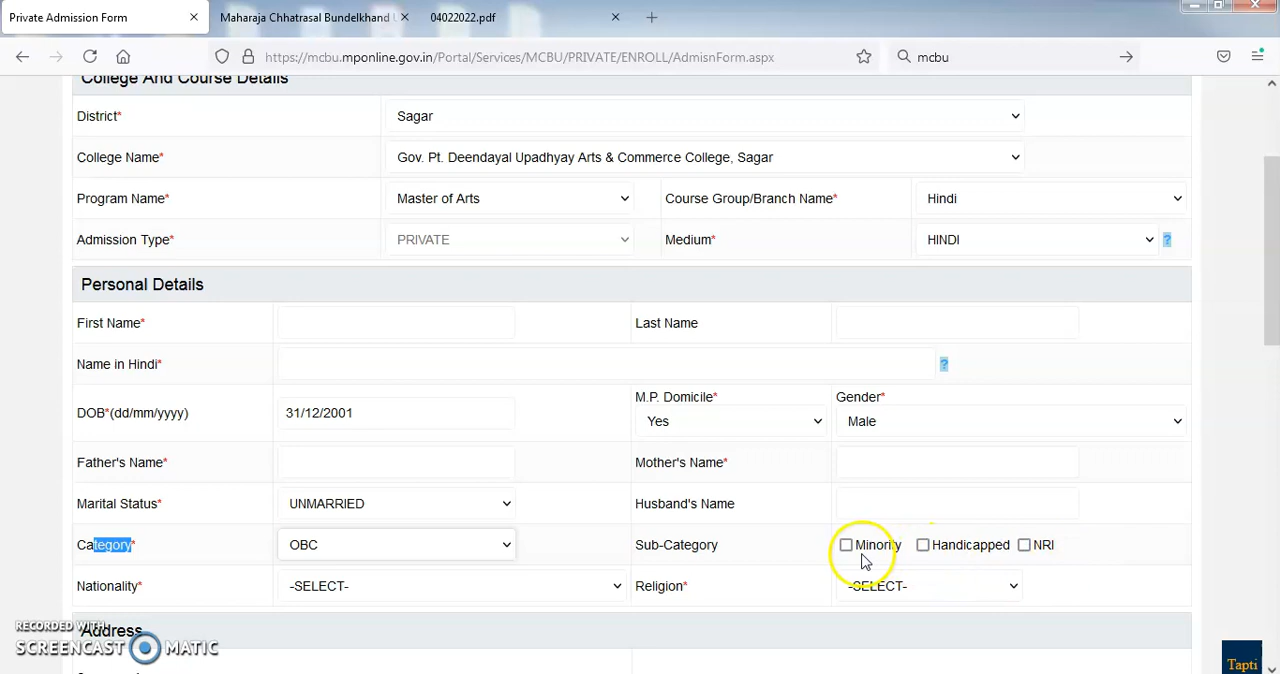 Private Admission Form
Maharaja Chhatrasal Bundelkhand U
04022022.pdf
https://mcbu.mponline.gov.in/Portal/Services/MCBU/PRIVATE/ENROLL/AdmisnForm.aspx
mcbu
College And Course Details
District* Sagar
College Name* Gov. Pt. Deendayal Upadhyay Arts & Commerce College, Sagar
Program Name* Master of Arts Course Group/Branch Name* Hindi
Admission Type* PRIVATE Medium* HINDI ?
Personal Details
First Name* Last Name
Name in Hindi* ?
DOB*(dd/mm/yyyy) 31/12/2001 M.P. Domicile* Yes Gender* Male
Father's Name* Mother's Name*
Marital Status* UNMARRIED Husband's Name
Category* OBC Sub-Category Minority Handicapped NRI
Nationality* -SELECT- Religion* -SELECT-
Address
RECORDED WITH
SCREENCAST MATIC
Tapti